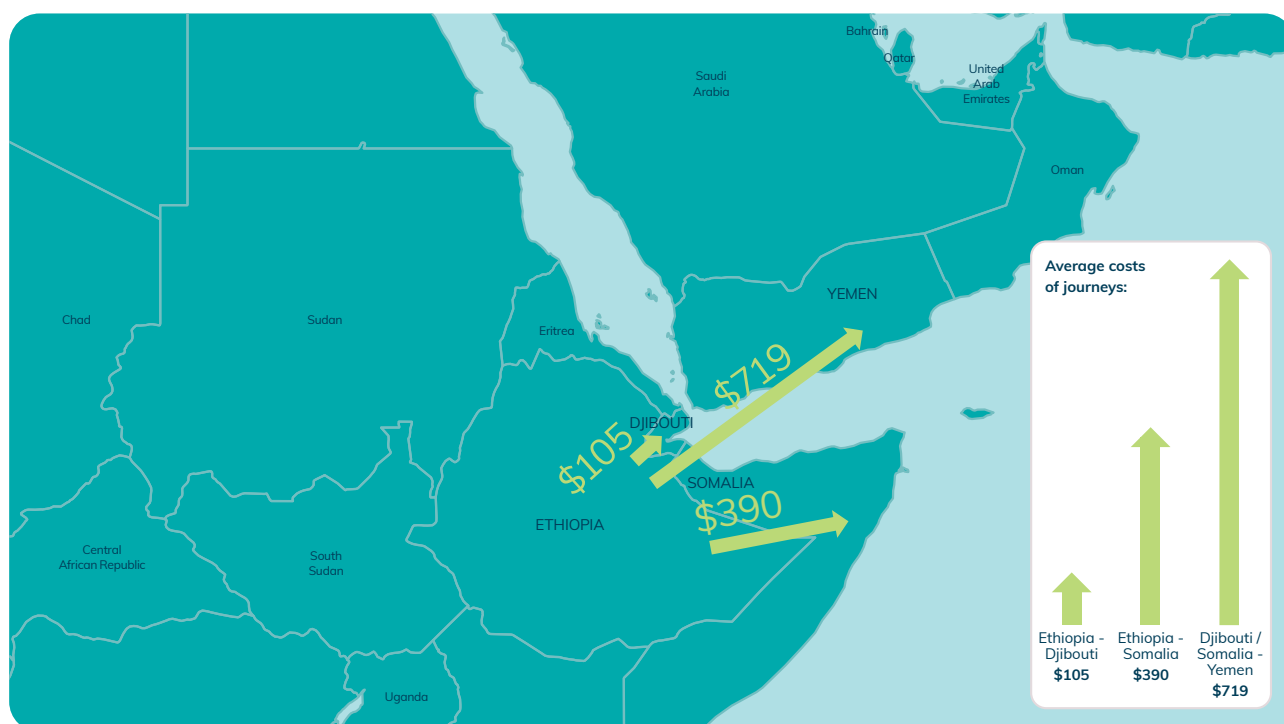 Bahrain
Qatar
United
Arab
Emirates
Saudi
Arabia
Oman
YEMEN
Chad
Sudan
Eritrea
$719
DJIBOUTI
$105
SOMALIA
$390
ETHIOPIA
Central
African Republic
South
Sudan
Uganda
Average costs
of journeys:
Ethiopia -
Djibouti
$105
Ethiopia -
Somalia
$390
Djibouti /
Somalia -
Yemen
$719